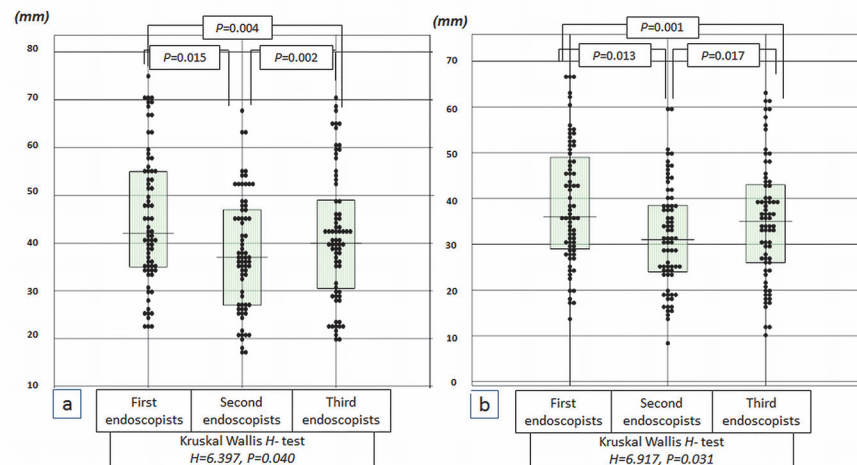 (mm)
P=0.004
P=0.015
P=0.002
80
70
60
50
40
30
20
10
a
First endoscopists
Second endoscopists
Third endoscopists
Kruskal Wallis H- test
H=6.397, P=0.040
(mm)
P=0.001
P=0.013
P=0.017
70
60
50
40
30
20
10
0
b
First endoscopists
Second endoscopists
Third endoscopists
Kruskal Wallis H- test
H=6.917, P=0.031